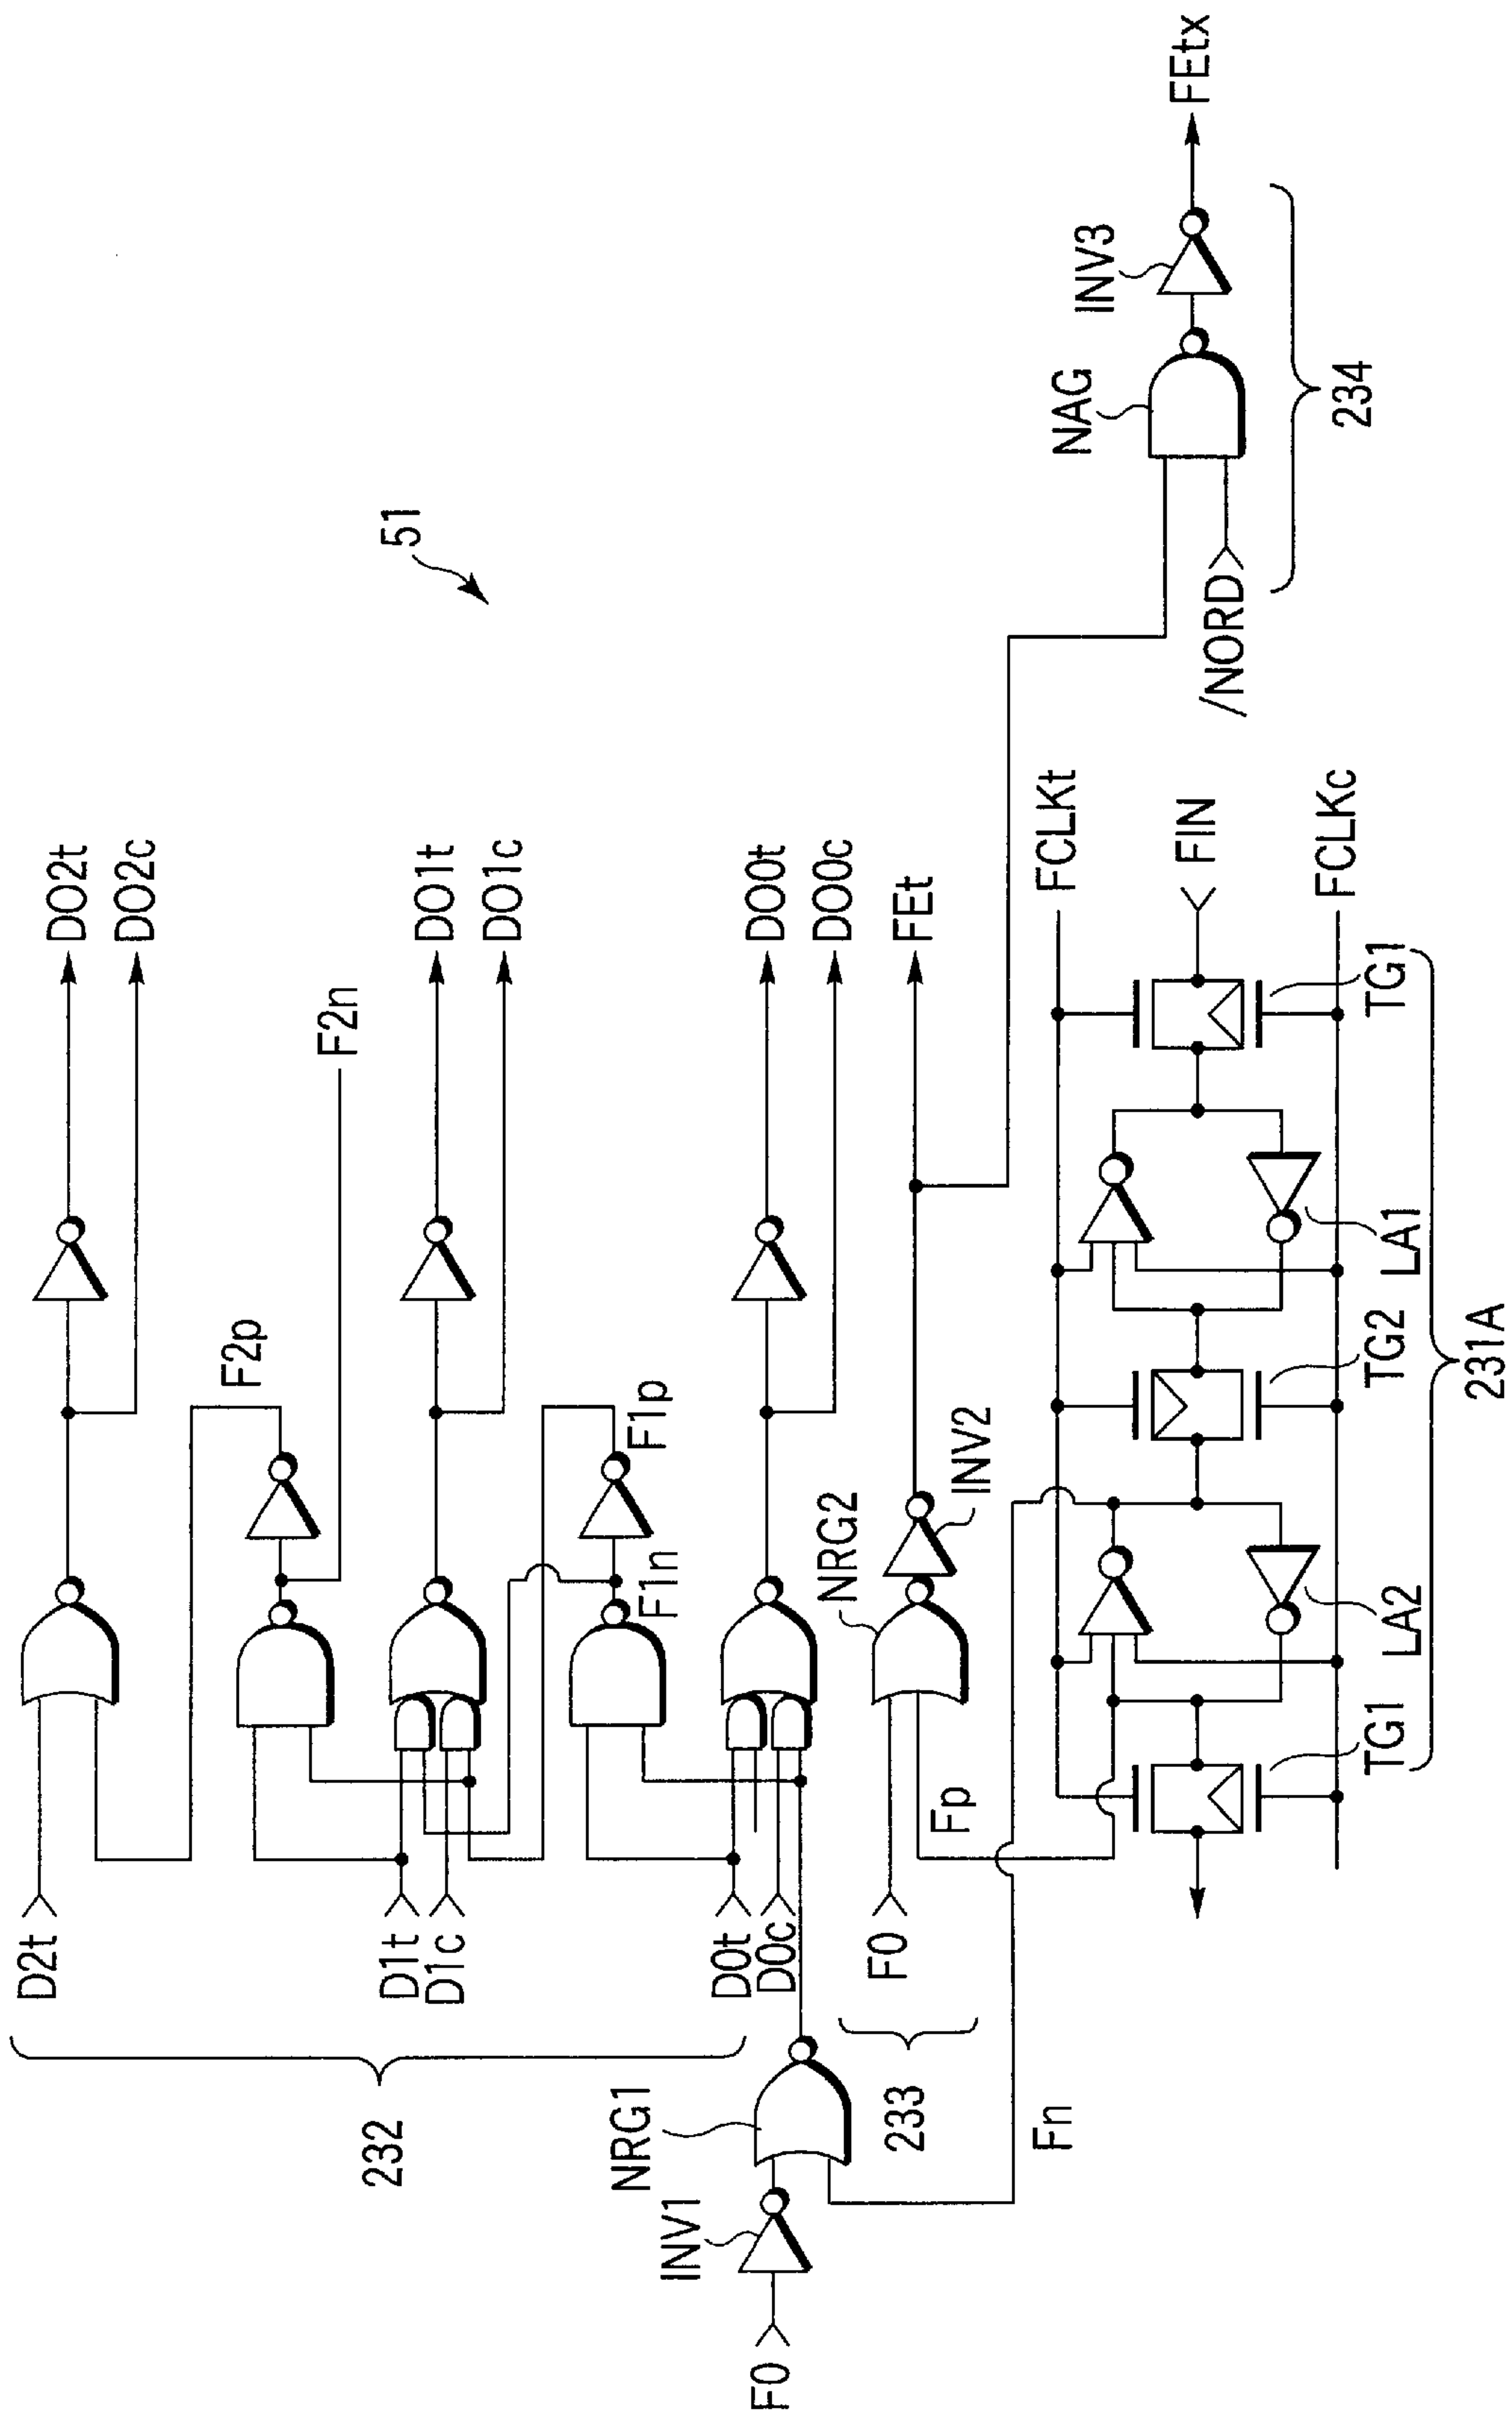 51
D2t
DO2t
DO2c
F2p
F2n
D1t
D1c
DO1t
DO1c
F1p
F1n
D0t
D0c
DO0t
DO0c
232
NRG1
INV1
F0
F0
233
NRG2
INV2
FEt
Fp
Fn
FCLKt
FIN
FCLKc
TG1
LA1
TG2
LA2
TG1
231A
/NORD
NAG
INV3
FEtx
234